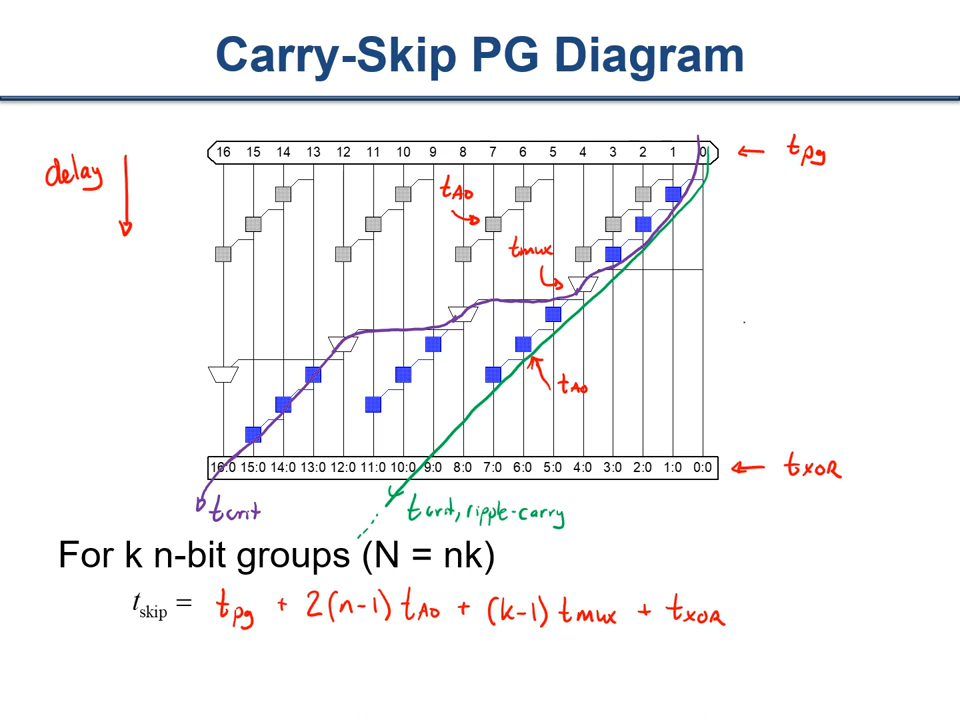 Carry-Skip PG Diagram
delay
16 15 14 13 12 11 10 9 8 7 6 5 4 3 2 1 0
← tpg
tAO
tmux
tAO
16:0 15:0 14:0 13:0 12:0 11:0 10:0 9:0 8:0 7:0 6:0 5:0 4:0 3:0 2:0 1:0 0:0
← txOR
tcrit
tcrit, ripple-carry
For k n-bit groups (N = nk)
tskip = tpg + 2(n-1) tAO + (k-1) tmux + txOR